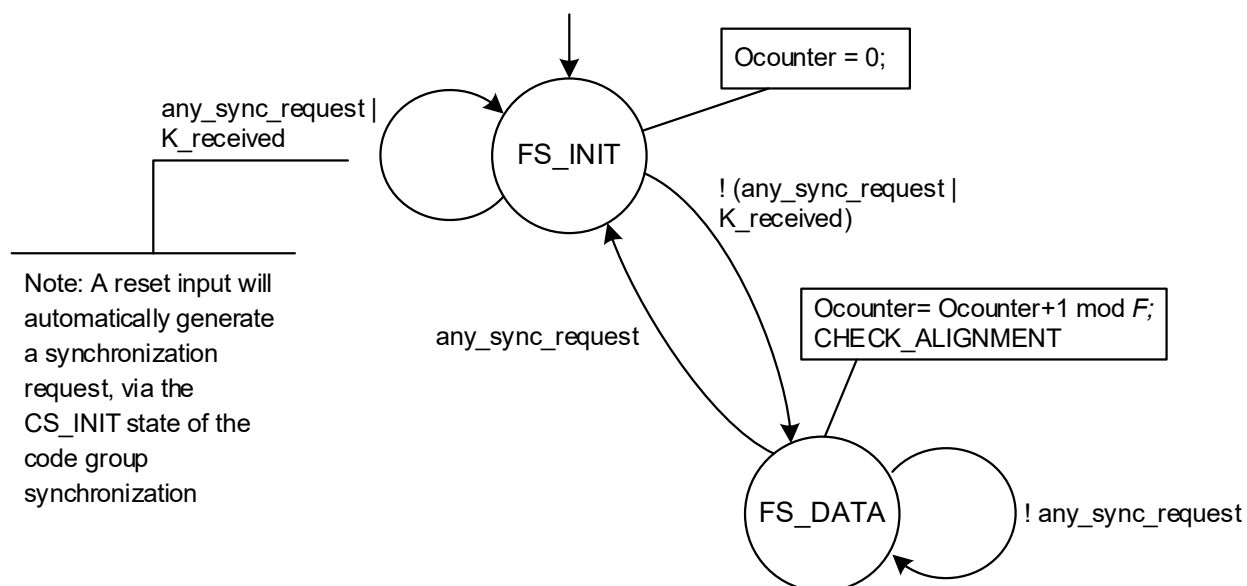 Ocounter = 0;
any_sync_request |
K_received
FS_INIT
! (any_sync_request |
K_received)
Note: A reset input will
automatically generate
a synchronization
request, via the
CS_INIT state of the
code group
synchronization
any_sync_request
Ocounter= Ocounter+1 mod F;
CHECK_ALIGNMENT
FS_DATA
! any_sync_request